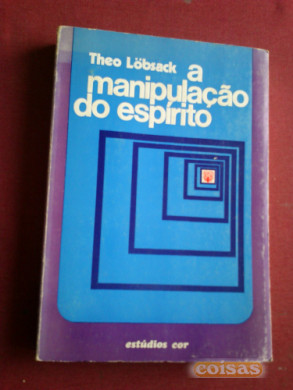 Theo Löbsack a
manipulação
do espírito
estúdios cor
coisas